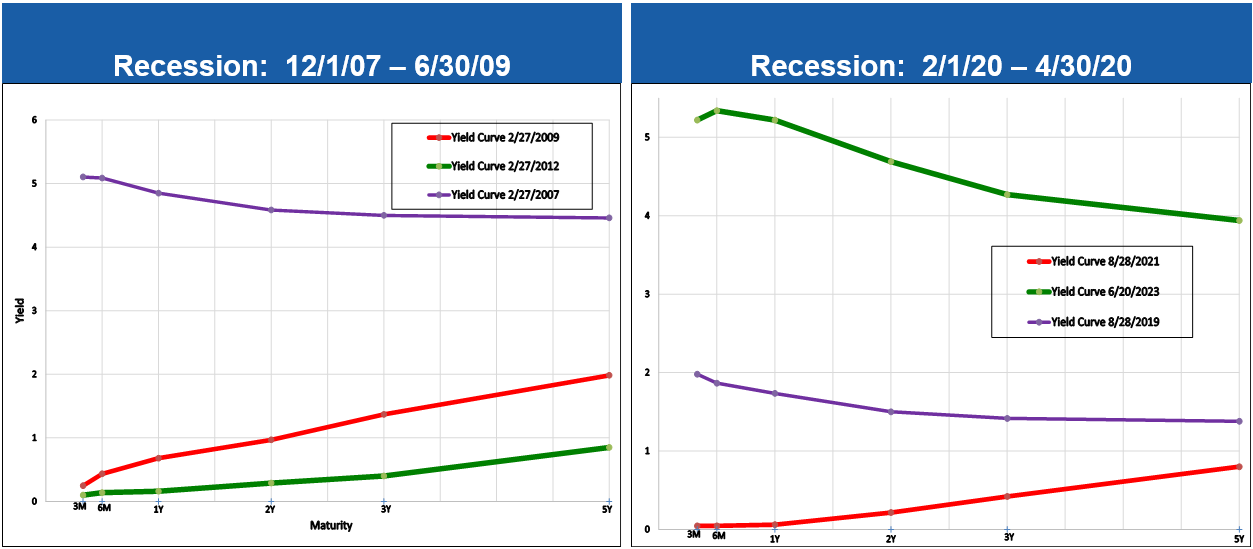 Recession: 12/1/07 – 6/30/09
6
5
4
3
2
1
0
Yield
3M
6M
1Y
2Y
3Y
5Y
Maturity
Yield Curve 2/27/2009
Yield Curve 2/27/2012
Yield Curve 2/27/2007
Recession: 2/1/20 – 4/30/20
5
4
3
2
1
0
3M
6M
1Y
2Y
3Y
5Y
Yield Curve 8/28/2021
Yield Curve 6/20/2023
Yield Curve 8/28/2019